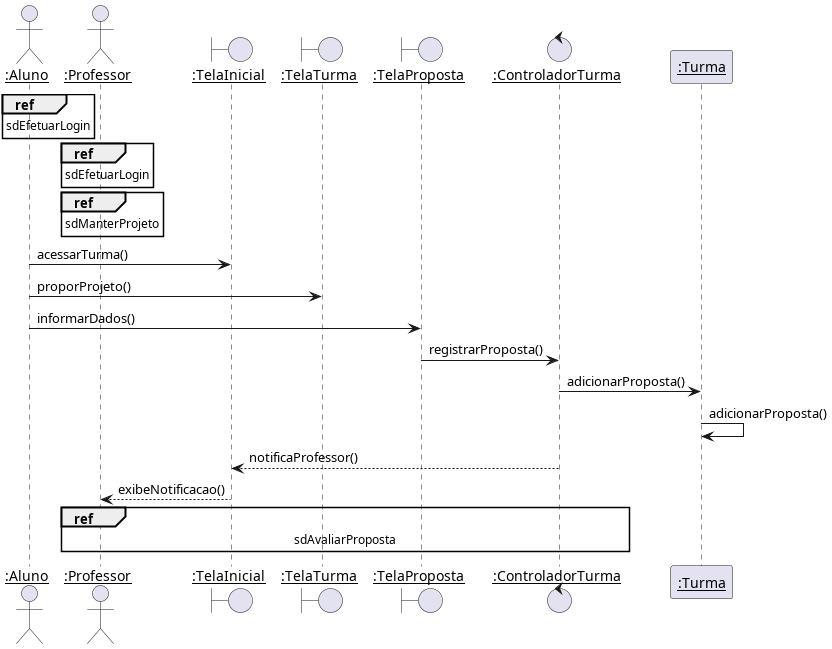 :Aluno :Professor :TelaInicial :TelaTurma :TelaProposta :ControladorTurma :Turma
ref
sdEfetuarLogin
ref
sdEfetuarLogin
ref
sdManterProjeto
acessarTurma()
proporProjeto()
informarDados()
registrarProposta()
adicionarProposta()
adicionarProposta()
notificaProfessor()
exibeNotificacao()
ref
sdAvaliarProposta
:Aluno :Professor :TelaInicial :TelaTurma :TelaProposta :ControladorTurma :Turma